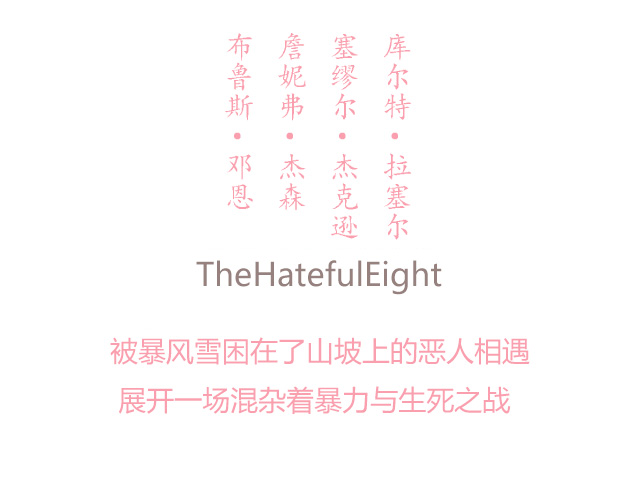 库尔特·拉塞尔
塞缪尔·杰克逊
詹妮弗·杰森
布鲁斯·邓恩
TheHatefulEight
被暴风雪困在了山坡上的恶人相遇
展开一场混杂着暴力与生死之战